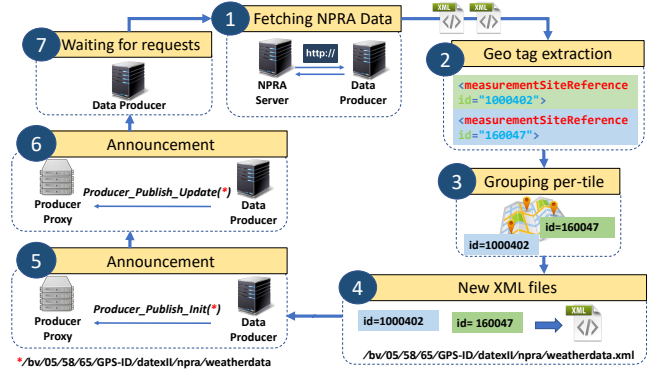 1
Fetching NPRA Data
http://
NPRA
Server
Data
Producer
XML
</>
XML
</>
2
Geo tag extraction
<measurementSiteReference
id="1000402">
<measurementSiteReference
id="160047">
3
Grouping per-tile
id=160047
id=1000402
4
New XML files
id=1000402
id= 160047
XML
</>
/bv/05/58/65/GPS-ID/datexII/npra/weatherdata.xml
5
Announcement
Producer_Publish_Init(*)
Producer
Proxy
Data
Producer
*/bv/05/58/65/GPS-ID/datexII/npra/weatherdata
6
Announcement
Producer_Publish_Update(*)
Producer
Proxy
Data
Producer
7
Waiting for requests
Data Producer